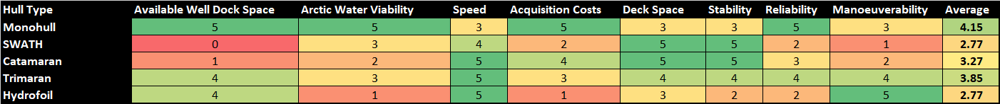 Hull Type Available Well Dock Space Arctic Water Viability Speed Acquisition Costs Deck Space Stability Reliability Manoeuverability Average
Monohull 5 5 3 5 3 3 5 3 4.15
SWATH 0 3 4 2 5 5 2 1 2.77
Catamaran 1 2 5 4 5 5 3 2 3.27
Trimaran 4 3 5 3 4 4 4 4 3.85
Hydrofoil 4 1 5 1 3 2 2 5 2.77